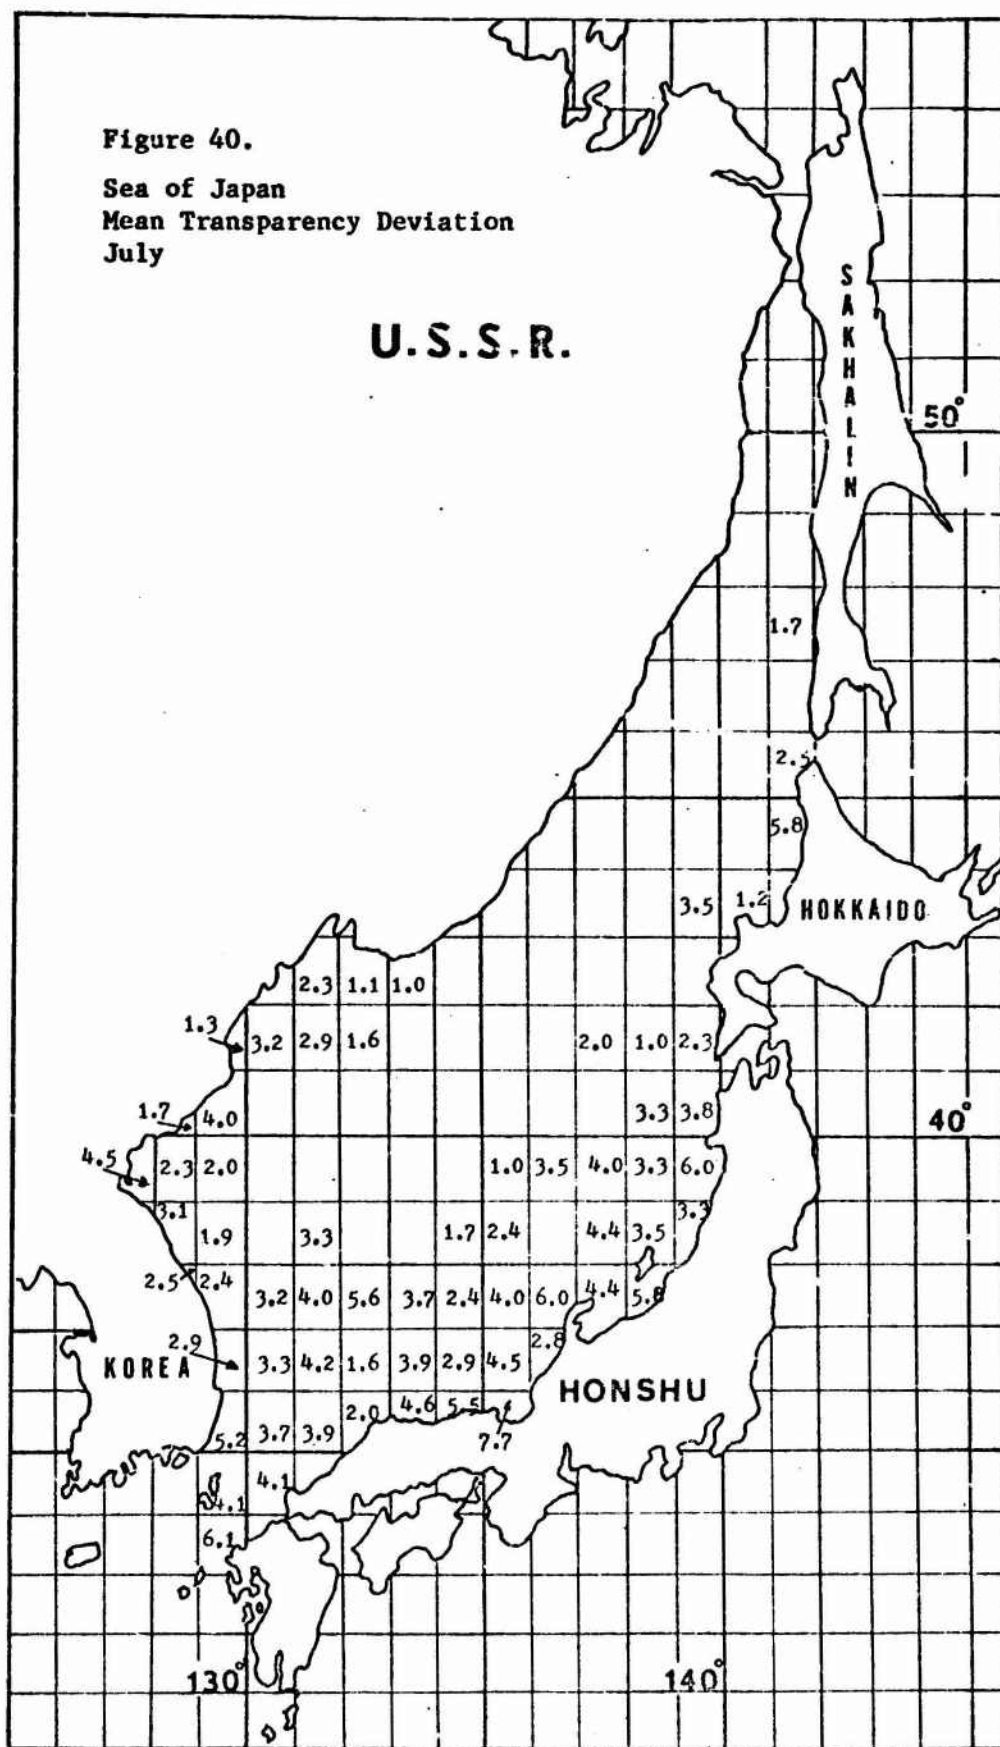 Figure 40.
Sea of Japan
Mean Transparency Deviation
July
U.S.S.R.
SAKHALIN
50°
1.7
2.5
5.8
3.5 1.2 HOKKAIDO
2.3 1.1 1.0
1.3 3.2 2.9 1.6 2.0 1.0 2.3
1.7 4.0 3.3 3.8 40°
4.5 2.3 2.0 1.0 3.5 4.0 3.3 6.0
3.1 3.3
1.9 3.3 1.7 2.4 4.4 3.5
2.5 2.4 3.2 4.0 5.6 3.7 2.4 4.0 6.0 4.4 5.8
2.9 2.8
KOREA 3.3 4.2 1.6 3.9 2.9 4.5
HONSHU
2.0 4.6 5.5
5.2 3.7 3.9 7.7
4.1
4.1
6.1
130° 140°